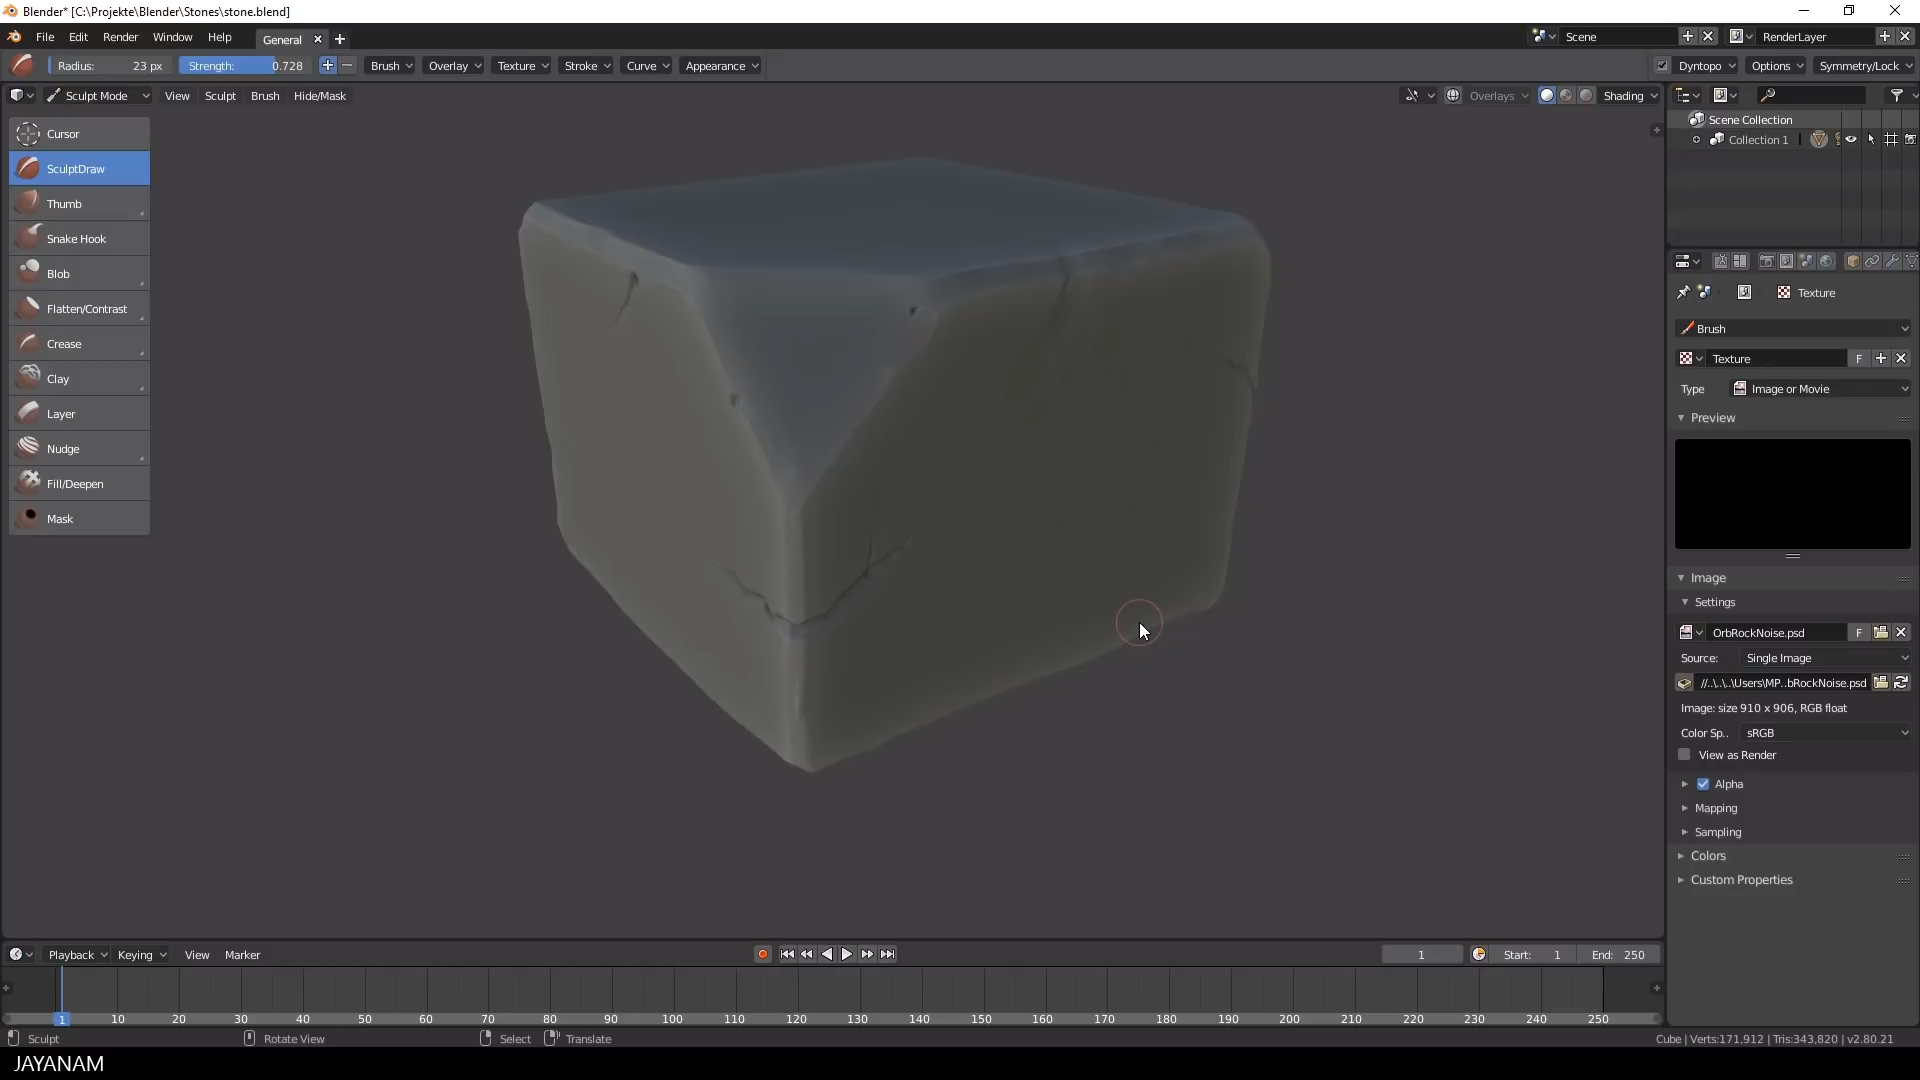 Blender* [C:\Projekte\Blender\Stones\stone.blend]
File Edit Render Window Help General Scene RenderLayer
Radius: 23 px Strength: 0.728 Brush Overlay Texture Stroke Curve Appearance Dyntopo Options Symmetry/Lock
Sculpt Mode View Sculpt Brush Hide/Mask Overlays Shading
Cursor
SculptDraw
Thumb
Snake Hook
Blob
Flatten/Contrast
Crease
Clay
Layer
Nudge
Fill/Deepen
Mask
Scene Collection
Collection 1
Texture
Brush
Texture F
Type Image or Movie
Preview
Image
Settings
OrbRockNoise.psd F
Source: Single Image
//..\..\..\Users\MP..bRockNoise.psd
Image: size 910 x 906, RGB float
Color Sp.. sRGB
View as Render
Alpha
Mapping
Sampling
Colors
Custom Properties
Playback Keying View Marker 1 Start: 1 End: 250
1 10 20 30 40 50 60 70 80 90 100 110 120 130 140 150 160 170 180 190 200 210 220 230 240 250
Sculpt Rotate View Select Translate Cube | Verts:171,912 | Tris:343,820 | v2.80.21
JAYANAM